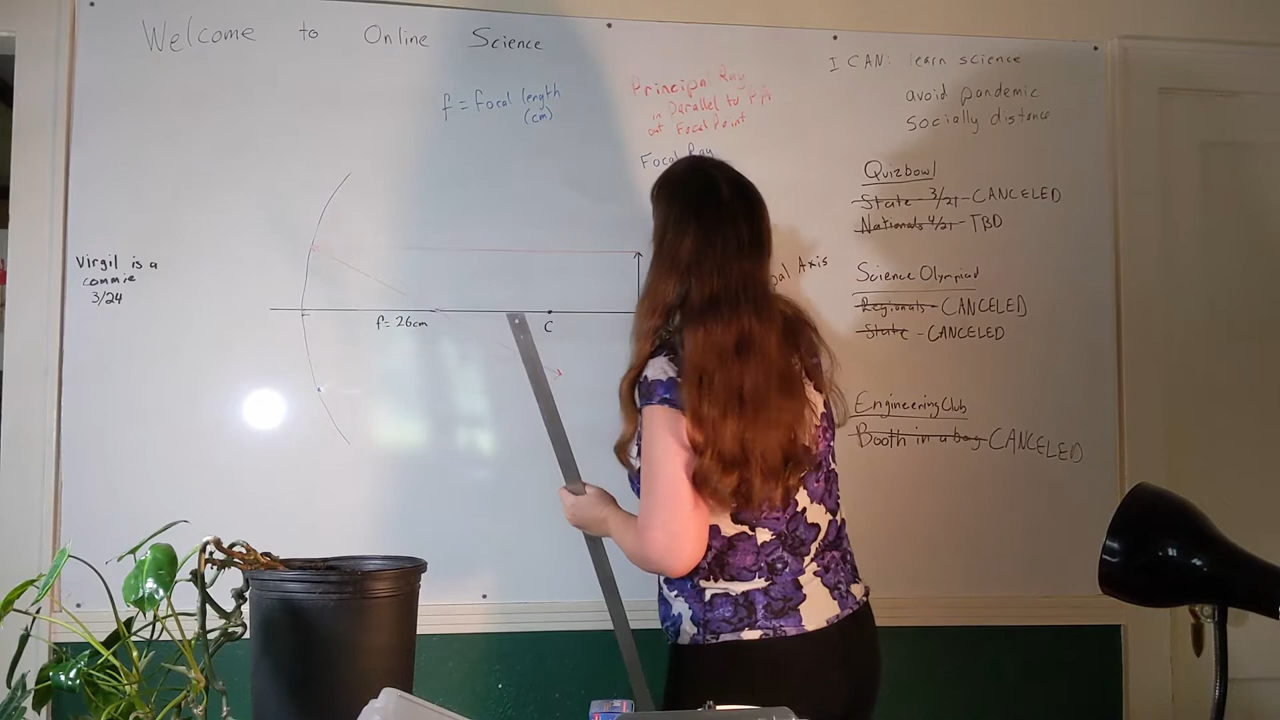 Welcome to Online Science
f = Focal length
(cm)
Principal Ray
in Parallel to
out Focal Point
Focal Ray
I CAN: learn science
avoid pandemic
socially distance
Quizbowl
State 3/21 - CANCELED
Nationals 4/21 - TBD
Science Olympiad
Regionals - CANCELED
State - CANCELED
Engineering Club
Booth in a bag CANCELED
Virgil is a
commie
3/24
Axis
f = 26cm
C